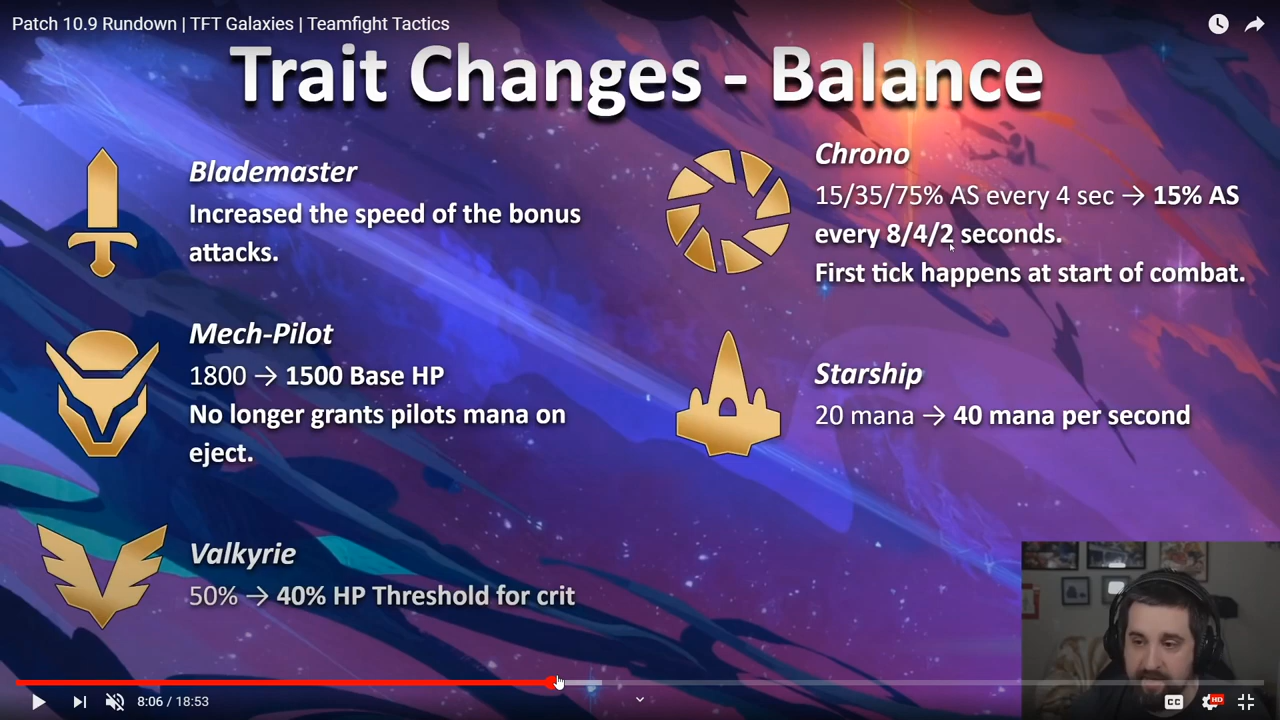 Patch 10.9 Rundown | TFT Galaxies | Teamfight Tactics
Trait Changes - Balance
Blademaster
Increased the speed of the bonus
attacks.
Mech-Pilot
1800 → 1500 Base HP
No longer grants pilots mana on
eject.
Valkyrie
50% → 40% HP Threshold for crit
Chrono
15/35/75% AS every 4 sec → 15% AS
every 8/4/2 seconds.
First tick happens at start of combat.
Starship
20 mana → 40 mana per second
8:06 / 18:53
CC
HD